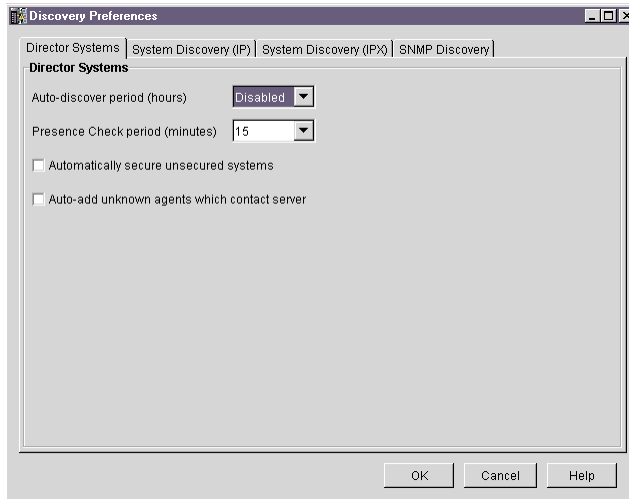 Discovery Preferences
Director Systems System Discovery (IP) System Discovery (IPX) SNMP Discovery
Director Systems
Auto-discover period (hours) Disabled
Presence Check period (minutes) 15
Automatically secure unsecured systems
Auto-add unknown agents which contact server
OK Cancel Help